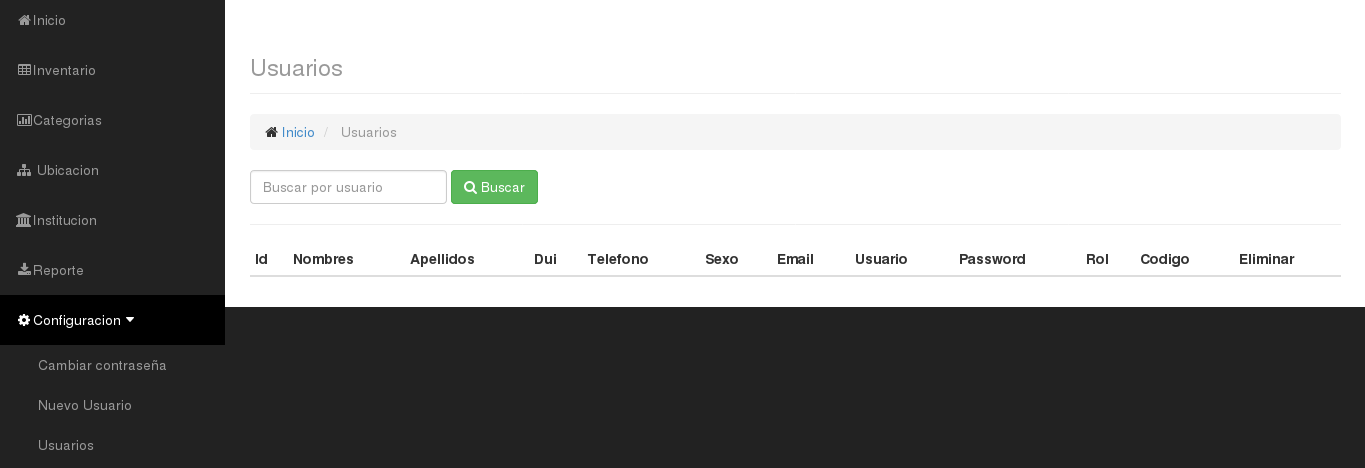 Inicio
Inventario
Categorias
Ubicacion
Institucion
Reporte
Configuracion
Cambiar contraseña
Nuevo Usuario
Usuarios
Usuarios
Inicio / Usuarios
Buscar por usuario Buscar
Id Nombres Apellidos Dui Telefono Sexo Email Usuario Password Rol Codigo Eliminar